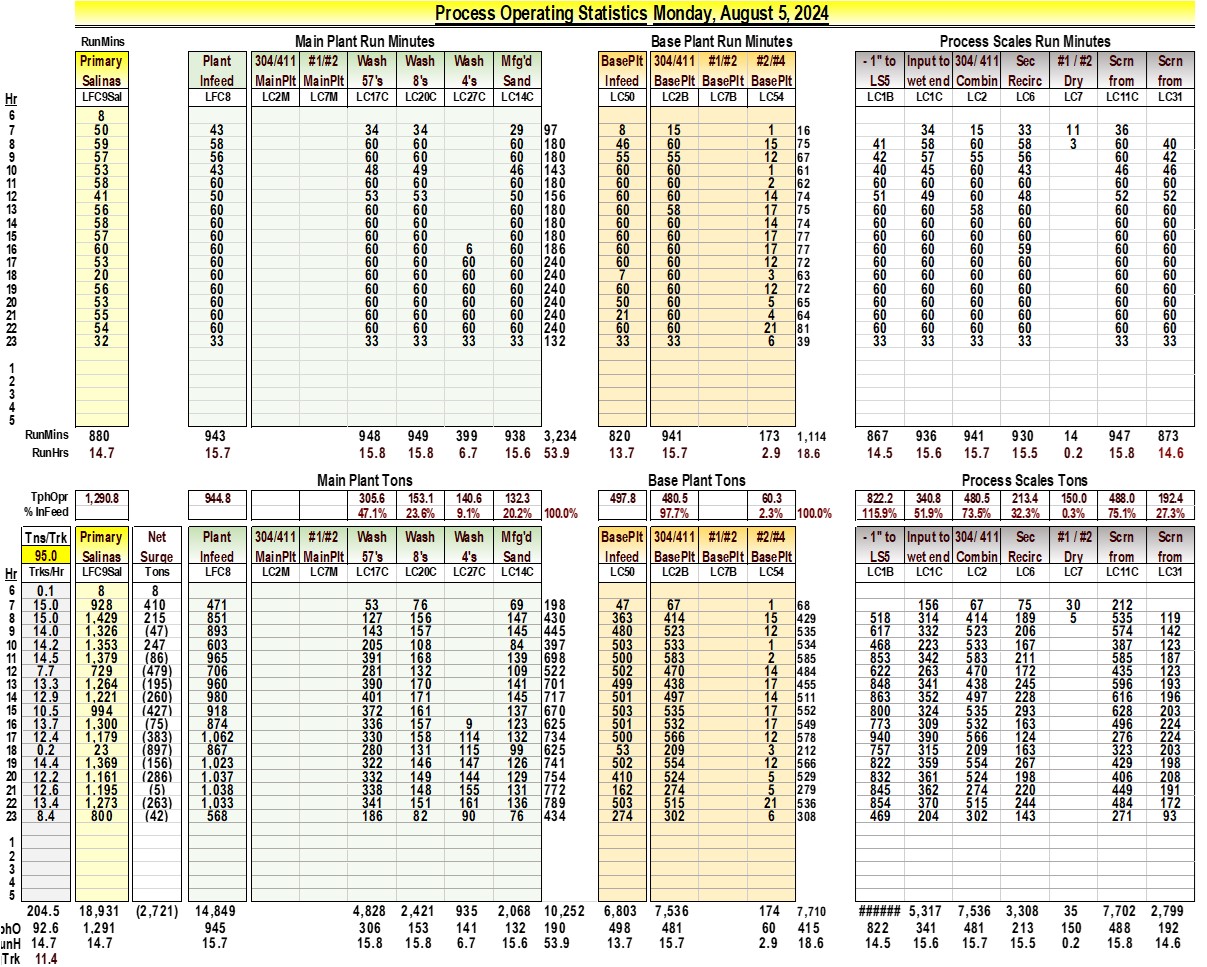 Process Operating Statistics Monday, August 5, 2024
RunMins Main Plant Run Minutes Base Plant Run Minutes Process Scales Run Minutes
Primary Plant 304/411 #1/#2 Wash Wash Wash Mfg'd BasePlt 304/411 #1/#2 #2/#4 - 1" to Input to 304/ 411 Sec #1 / #2 Scrn Scrn
Salinas Infeed MainPlt MainPlt 57's 8's 4's Sand Infeed BasePlt BasePlt BasePlt LS5 wet end Combin Recirc Dry from from
Hr LFC9Sal LFC8 LC2M LC7M LC17C LC20C LC27C LC14C LC50 LC2B LC7B LC54 LC1B LC1C LC2 LC6 LC7 LC11C LC31
6 8
7 50 43 34 34 29 97 8 15 1 16 34 15 33 11 36
8 59 58 60 60 60 180 46 60 15 75 41 58 60 58 3 60 40
9 57 56 60 60 60 180 55 55 12 67 42 57 55 56 60 42
10 53 43 48 49 46 143 60 60 1 61 40 45 60 43 46 46
11 58 60 60 60 60 180 60 60 2 62 60 60 60 60 60 60
12 41 50 53 53 50 156 60 60 14 74 51 49 60 48 52 52
13 56 60 60 60 60 180 60 58 17 75 60 60 58 60 60 60
14 58 60 60 60 60 180 60 60 14 74 60 60 60 60 60 60
15 57 60 60 60 60 180 60 60 17 77 60 60 60 60 60 60
16 60 60 60 60 6 60 186 60 60 17 77 60 60 60 59 60 60
17 53 60 60 60 60 60 240 60 60 12 72 60 60 60 60 60 60
18 20 60 60 60 60 60 240 7 60 3 63 60 60 60 60 60 60
19 56 60 60 60 60 60 240 60 60 12 72 60 60 60 60 60 60
20 53 60 60 60 60 60 240 50 60 5 65 60 60 60 60 60 60
21 55 60 60 60 60 60 240 21 60 4 64 60 60 60 60 60 60
22 54 60 60 60 60 60 240 60 60 21 81 60 60 60 60 60 60
23 32 33 33 33 33 33 132 33 33 6 39 33 33 33 33 33 33
1
2
3
4
5
RunMins 880 943 948 949 399 938 3,234 820 941 173 1,114 867 936 941 930 14 947 873
RunHrs 14.7 15.7 15.8 15.8 6.7 15.6 53.9 13.7 15.7 2.9 18.6 14.5 15.6 15.7 15.5 0.2 15.8 14.6
Main Plant Tons Base Plant Tons Process Scales Tons
TphOpr 1,290.8 944.8 305.6 153.1 140.6 132.3 497.8 480.5 60.3 822.2 340.8 480.5 213.4 150.0 488.0 192.4
% InFeed 47.1% 23.6% 9.1% 20.2% 100.0% 97.7% 2.3% 100.0% 115.9% 51.9% 73.5% 32.3% 0.3% 75.1% 27.3%
Tns/Trk Primary Net Plant 304/411 #1/#2 Wash Wash Wash Mfg'd BasePlt 304/411 #1/#2 #2/#4 - 1" to Input to 304/ 411 Sec #1 / #2 Scrn Scrn
95.0 Salinas Surge Infeed MainPlt MainPlt 57's 8's 4's Sand Infeed BasePlt BasePlt BasePlt LS5 wet end Combin Recirc Dry from from
Hr Trks/Hr LFC9Sal Tons LFC8 LC2M LC7M LC17C LC20C LC27C LC14C LC50 LC2B LC7B LC54 LC1B LC1C LC2 LC6 LC7 LC11C LC31
6 0.1 8 8
7 15.0 928 410 471 53 76 69 198 47 67 1 68 156 67 75 30 212
8 15.0 1,429 215 851 127 156 147 430 363 414 15 429 518 314 414 189 5 535 119
9 14.0 1,326 (47) 893 143 157 145 445 480 523 12 535 617 332 523 206 574 142
10 14.2 1,353 247 603 205 108 84 397 503 533 1 534 468 223 533 167 387 123
11 14.5 1,379 (86) 965 391 168 139 698 500 583 2 585 853 342 583 211 585 187
12 7.7 729 (479) 706 281 132 109 522 502 470 14 484 622 263 470 172 435 123
13 13.3 1,264 (195) 960 390 170 141 701 499 438 17 455 848 341 438 245 596 193
14 12.9 1,221 (260) 980 401 171 145 717 501 497 14 511 863 352 497 228 616 196
15 10.5 994 (427) 918 372 161 137 670 503 535 17 552 800 324 535 293 628 203
16 13.7 1,300 (75) 874 336 157 9 123 625 501 532 17 549 773 309 532 163 496 224
17 12.4 1,179 (383) 1,062 330 158 114 132 734 500 566 12 578 940 390 566 124 276 224
18 0.2 23 (897) 867 280 131 115 99 625 53 209 3 212 757 315 209 163 323 203
19 14.4 1,369 (156) 1,023 322 146 147 126 741 502 554 12 566 822 359 554 267 429 198
20 12.2 1,161 (286) 1,037 332 149 144 129 754 410 524 5 529 832 361 524 198 406 208
21 12.6 1,195 (5) 1,038 338 148 155 131 772 162 274 5 279 845 362 274 220 449 191
22 13.4 1,273 (263) 1,033 341 151 161 136 789 503 515 21 536 854 370 515 244 484 172
23 8.4 800 (42) 568 186 82 90 76 434 274 302 6 308 469 204 302 143 271 93
1
2
3
4
5
204.5 18,931 (2,721) 14,849 4,828 2,421 935 2,068 10,252 6,803 7,536 174 7,710 ###### 5,317 7,536 3,308 35 7,702 2,799
phO 92.6 1,291 945 306 153 141 132 190 498 481 60 415 822 341 481 213 150 488 192
unH 14.7 14.7 15.7 15.8 15.8 6.7 15.6 53.9 13.7 15.7 2.9 18.6 14.5 15.6 15.7 15.5 0.2 15.8 14.6
Trk 11.4